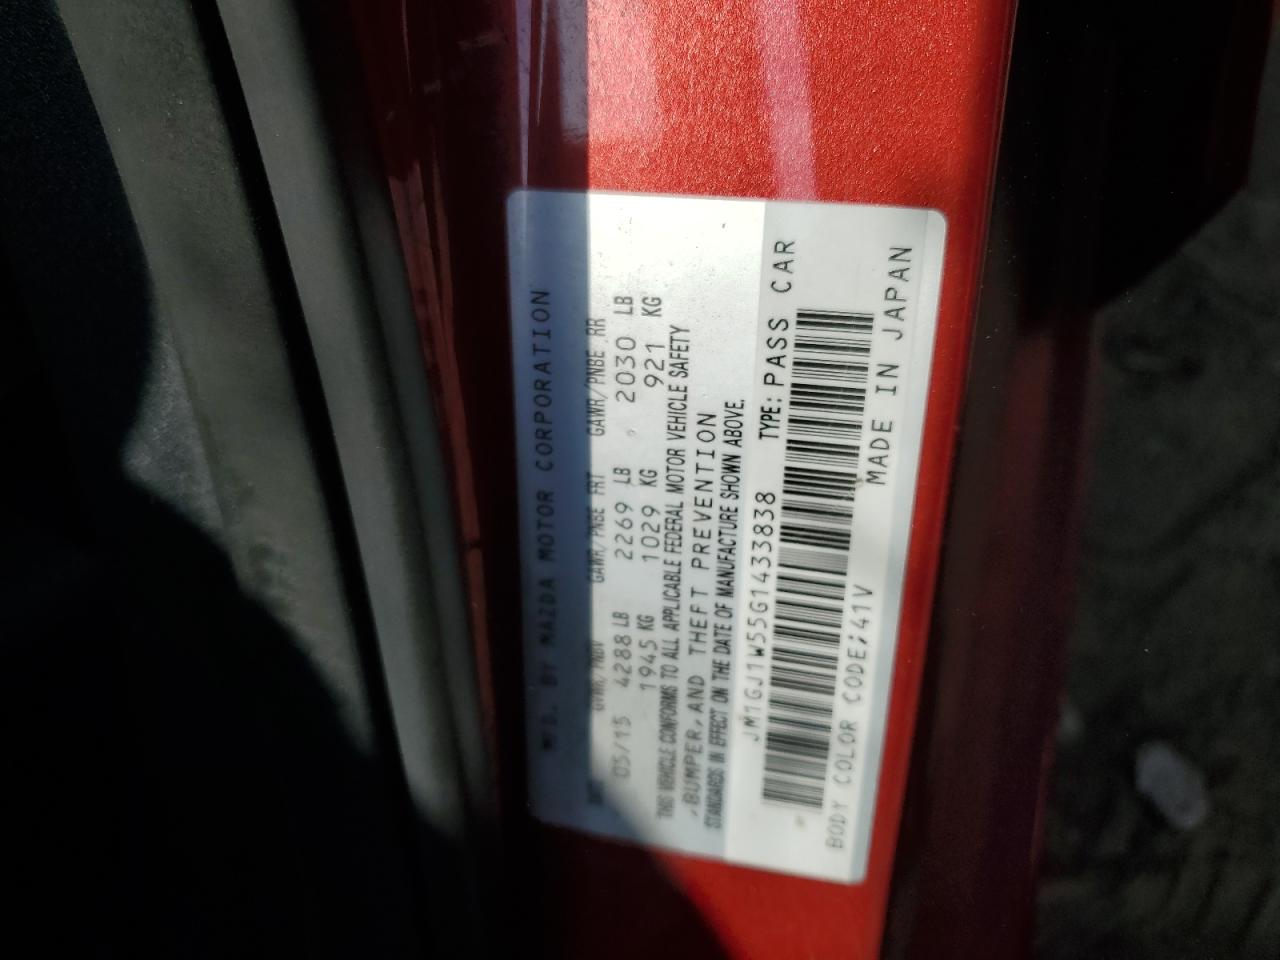 MFD. BY MAZDA MOTOR CORPORATION
DATE GVWR/PNBV GAWR/PNBE FRT GAWR/PNBE RR
05/15 4288 LB 2269 LB 2030 LB
1945 KG 1029 KG 921 KG
THIS VEHICLE CONFORMS TO ALL APPLICABLE FEDERAL MOTOR VEHICLE SAFETY
,BUMPER,AND THEFT PREVENTION
STANDARDS IN EFFECT ON THE DATE OF MANUFACTURE SHOWN ABOVE.
JM1GJ1W55G1433838 TYPE: PASS CAR
BODY COLOR CODE;41V MADE IN JAPAN